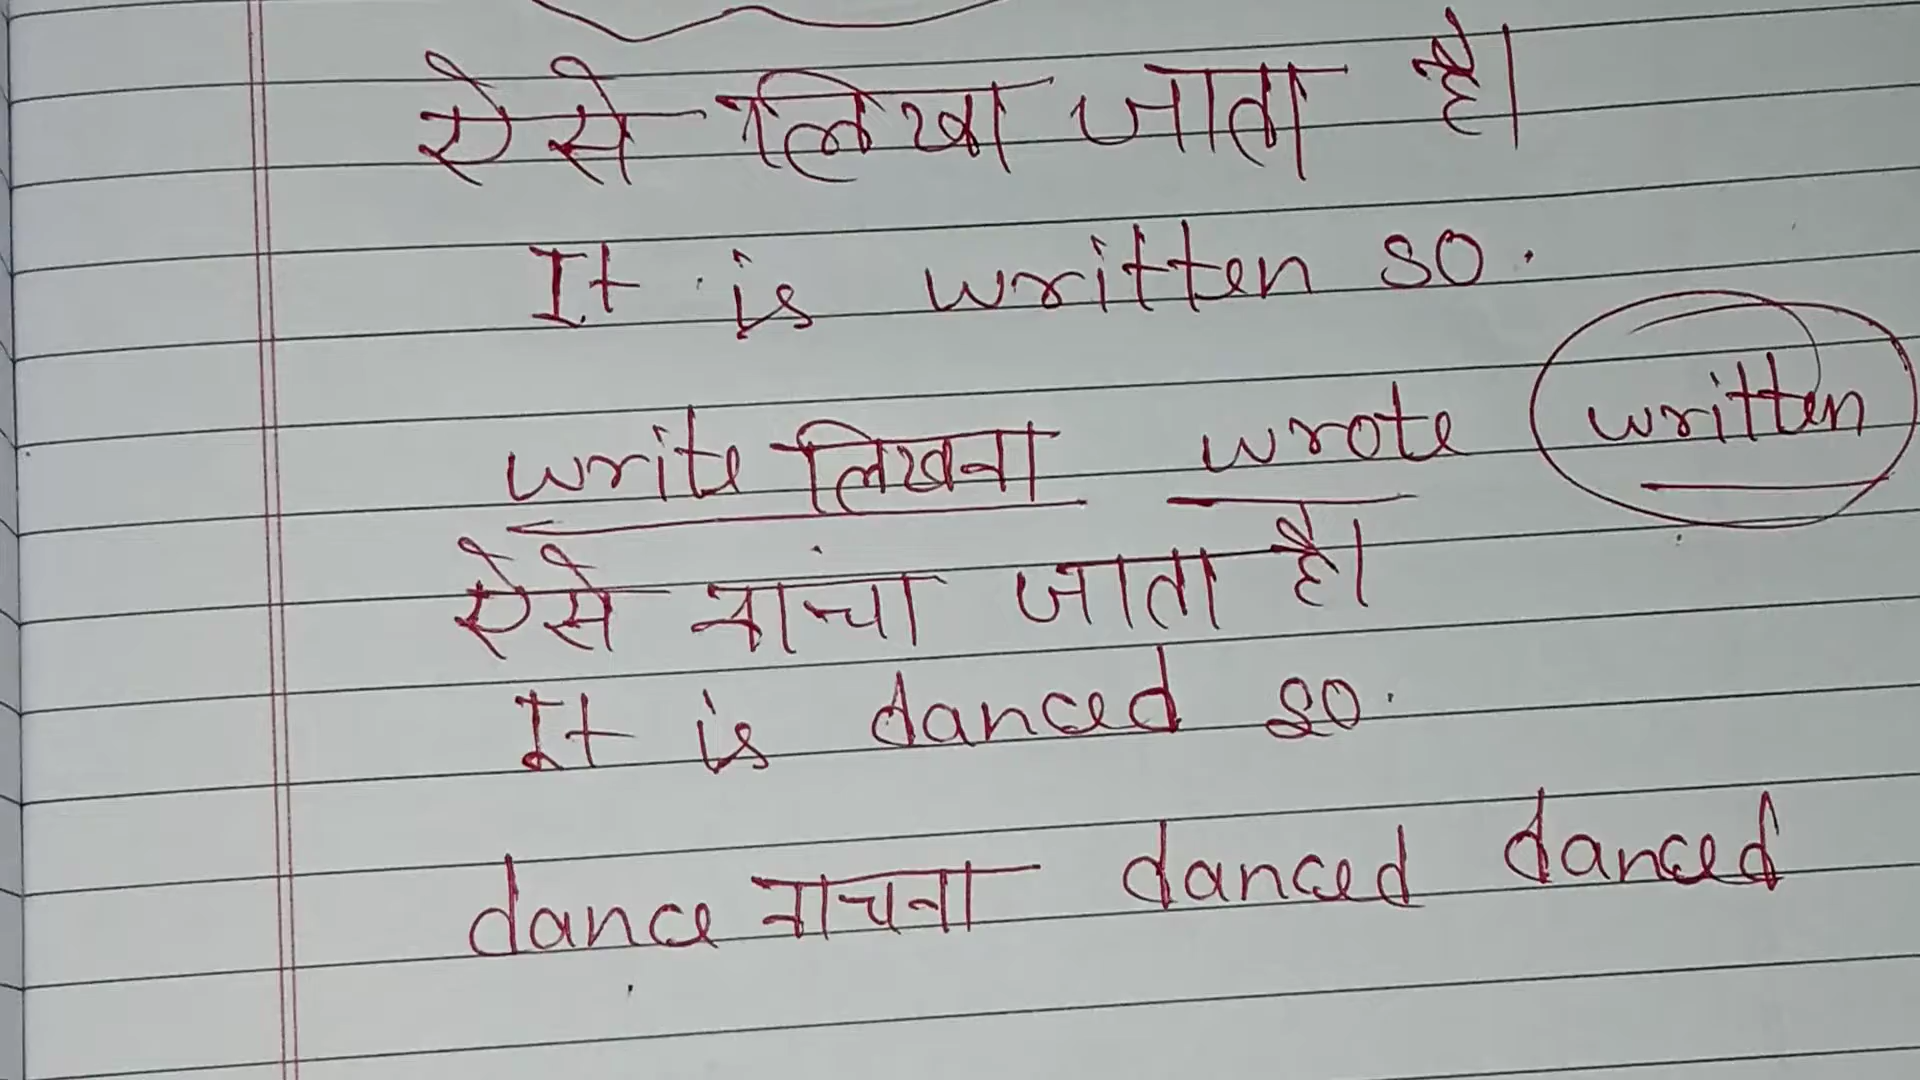 ऐसे लिखा जाता है।
It is written so.
write लिखना wrote written
ऐसे नांचा जाता है।
It is danced so.
dance नाचना danced danced